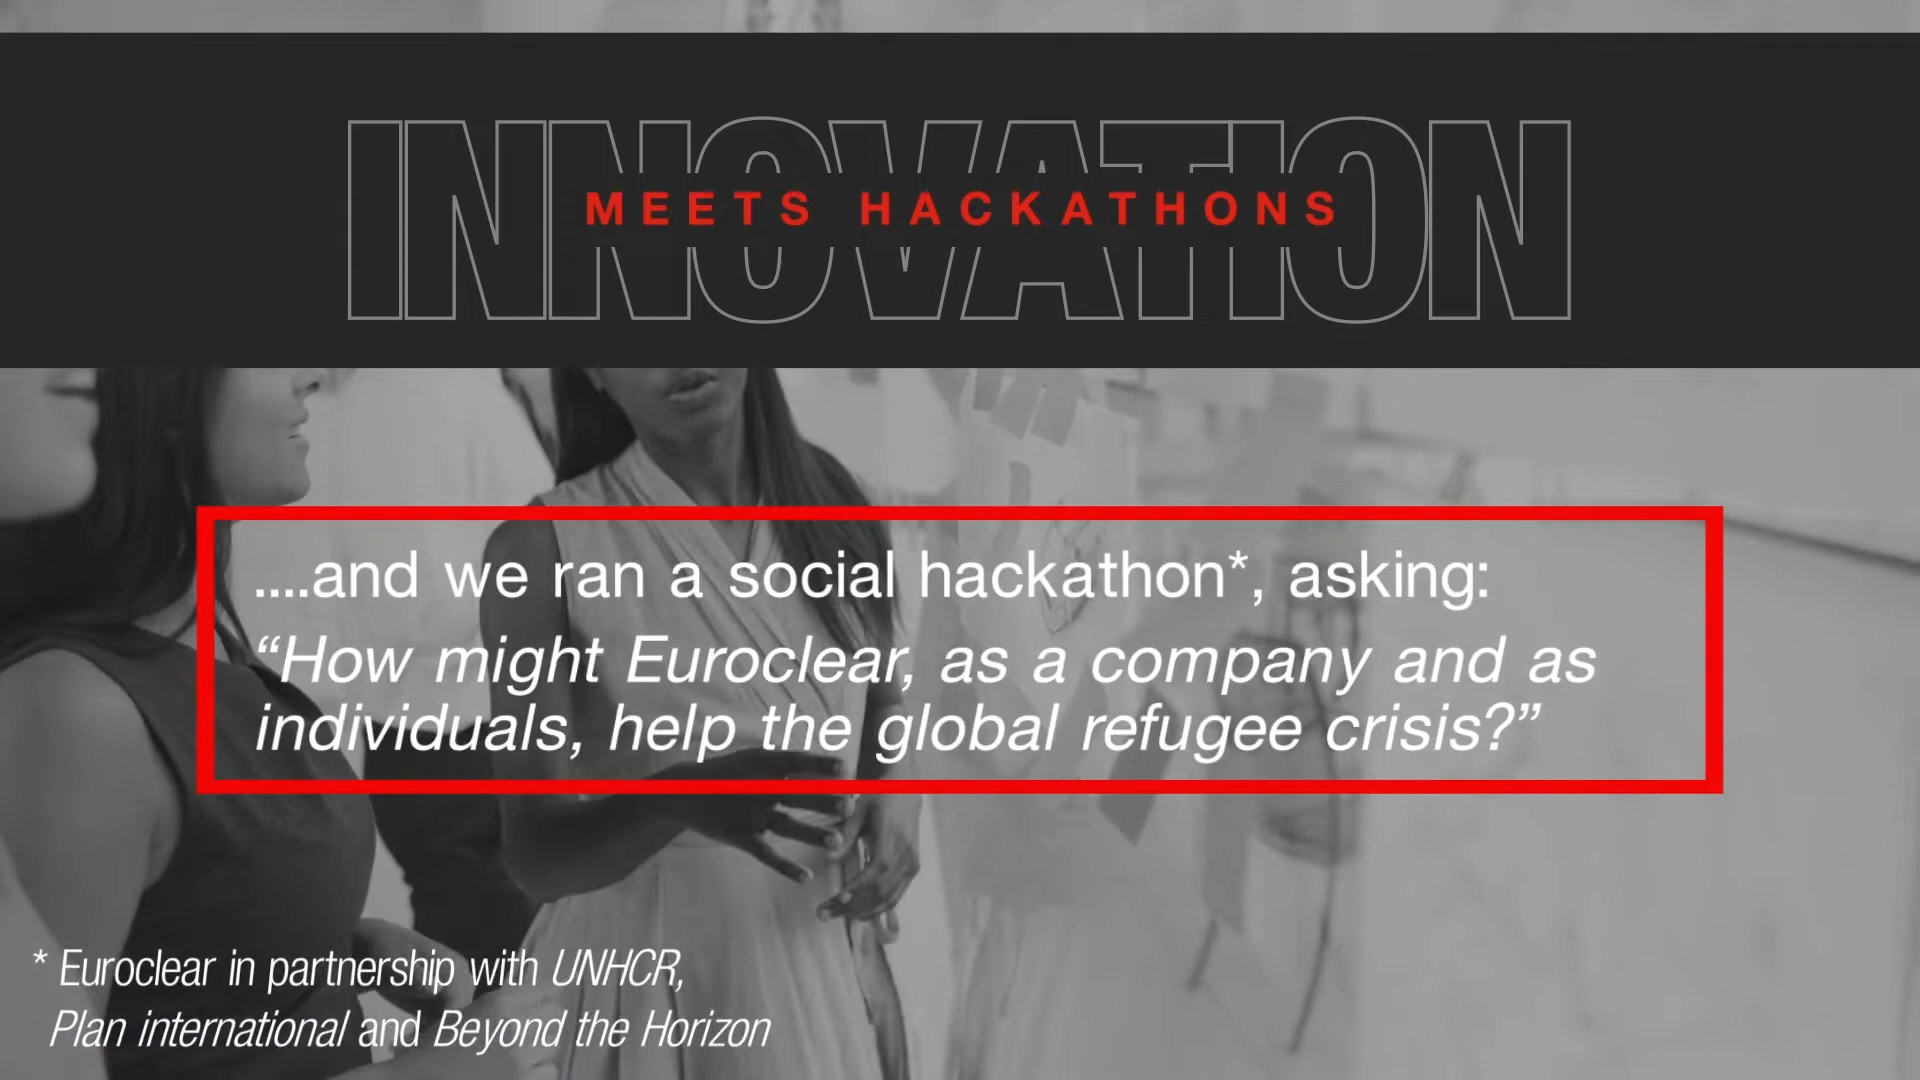 INNOVATION
MEETS HACKATHONS
....and we ran a social hackathon*, asking:
“How might Euroclear, as a company and as
individuals, help the global refugee crisis?”
* Euroclear in partnership with UNHCR,
Plan international and Beyond the Horizon